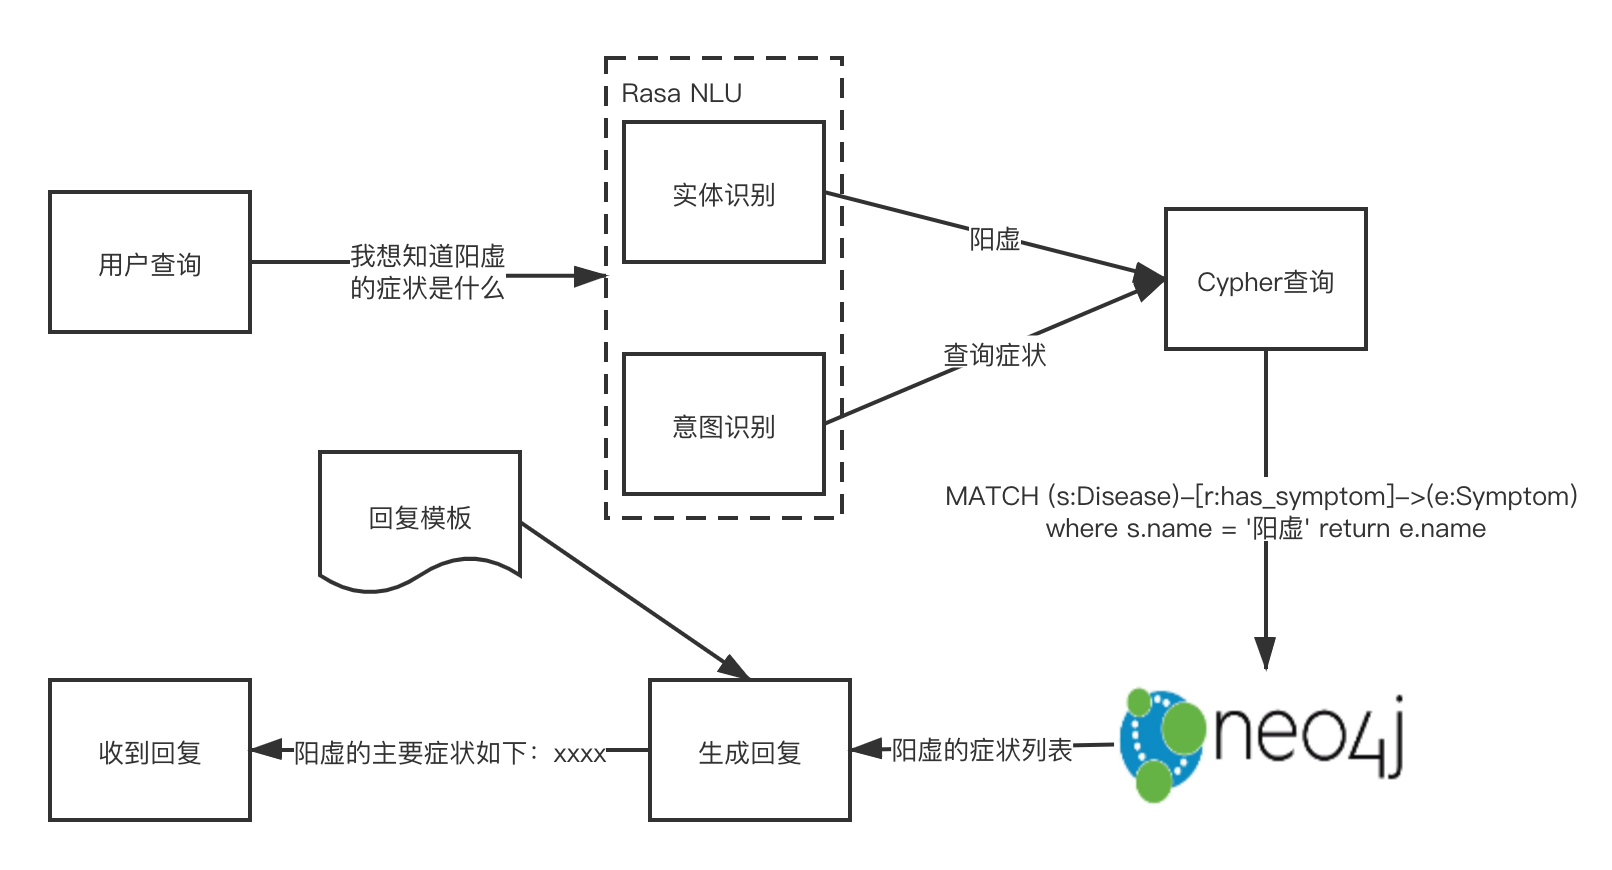 Rasa NLU
实体识别
用户查询
我想知道阳虚
的症状是什么
阳虚
Cypher查询
查询症状
意图识别
回复模板
MATCH (s:Disease)-[r:has_symptom]->(e:Symptom)
where s.name = '阳虚' return e.name
neo4j
阳虚的症状列表
生成回复
阳虚的主要症状如下：xxxx
收到回复